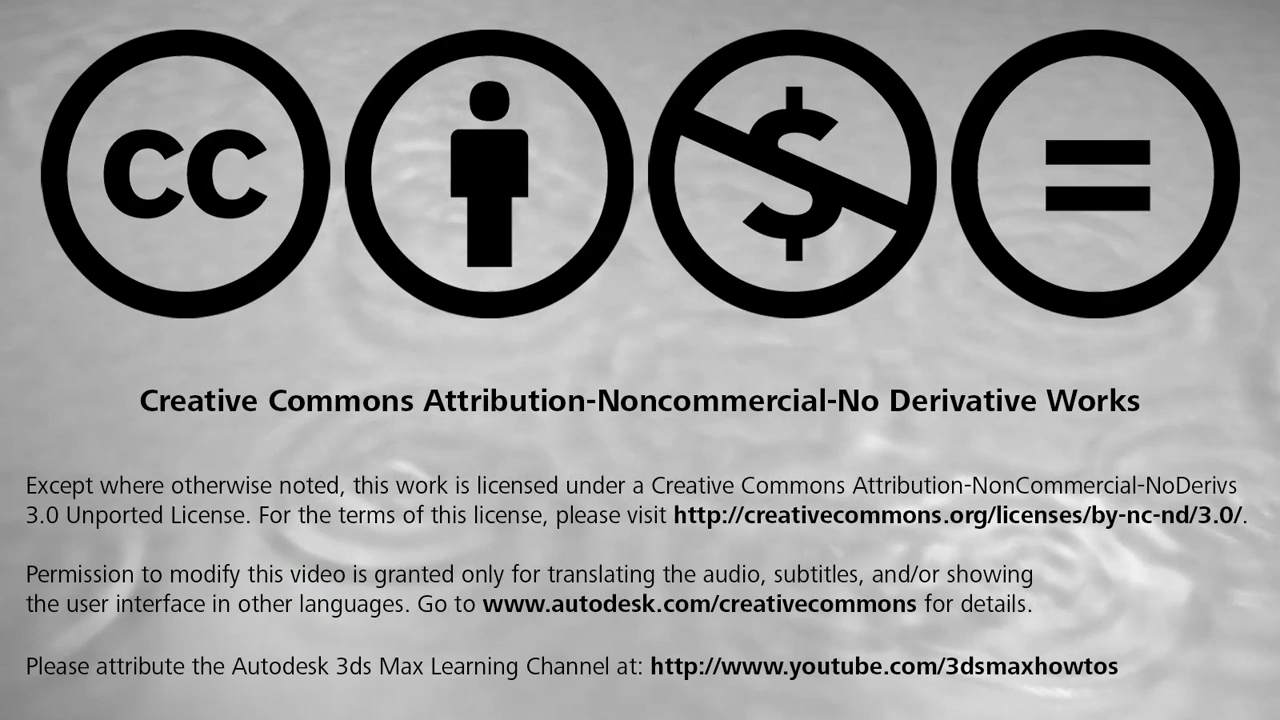 cc
$
=
Creative Commons Attribution-Noncommercial-No Derivative Works
Except where otherwise noted, this work is licensed under a Creative Commons Attribution-NonCommercial-NoDerivs
3.0 Unported License. For the terms of this license, please visit http://creativecommons.org/licenses/by-nc-nd/3.0/.
Permission to modify this video is granted only for translating the audio, subtitles, and/or showing
the user interface in other languages. Go to www.autodesk.com/creativecommons for details.
Please attribute the Autodesk 3ds Max Learning Channel at: http://www.youtube.com/3dsmaxhowtos